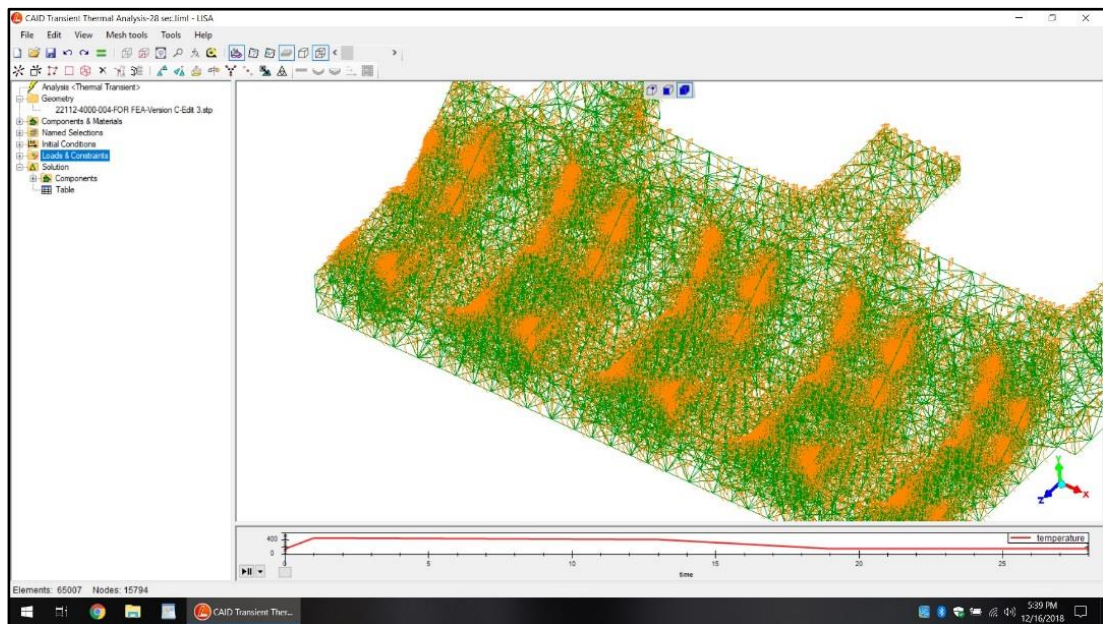 CAID Transient Thermal Analysis-28 sec.liml - LISA
File Edit View Mesh tools Tools Help
Analysis <Thermal Transient>
Geometry
22112-4000-004-FOR FEA-Version C-Edit 3.stp
Components & Materials
Named Selections
Initial Conditions
Loads & Constraints
Solution
Components
Table
Y
X
Z
400
0
temperature
0 5 10 15 20 25
time
Elements: 65007 Nodes: 15794
CAID Transient Ther...
5:39 PM
12/16/2018